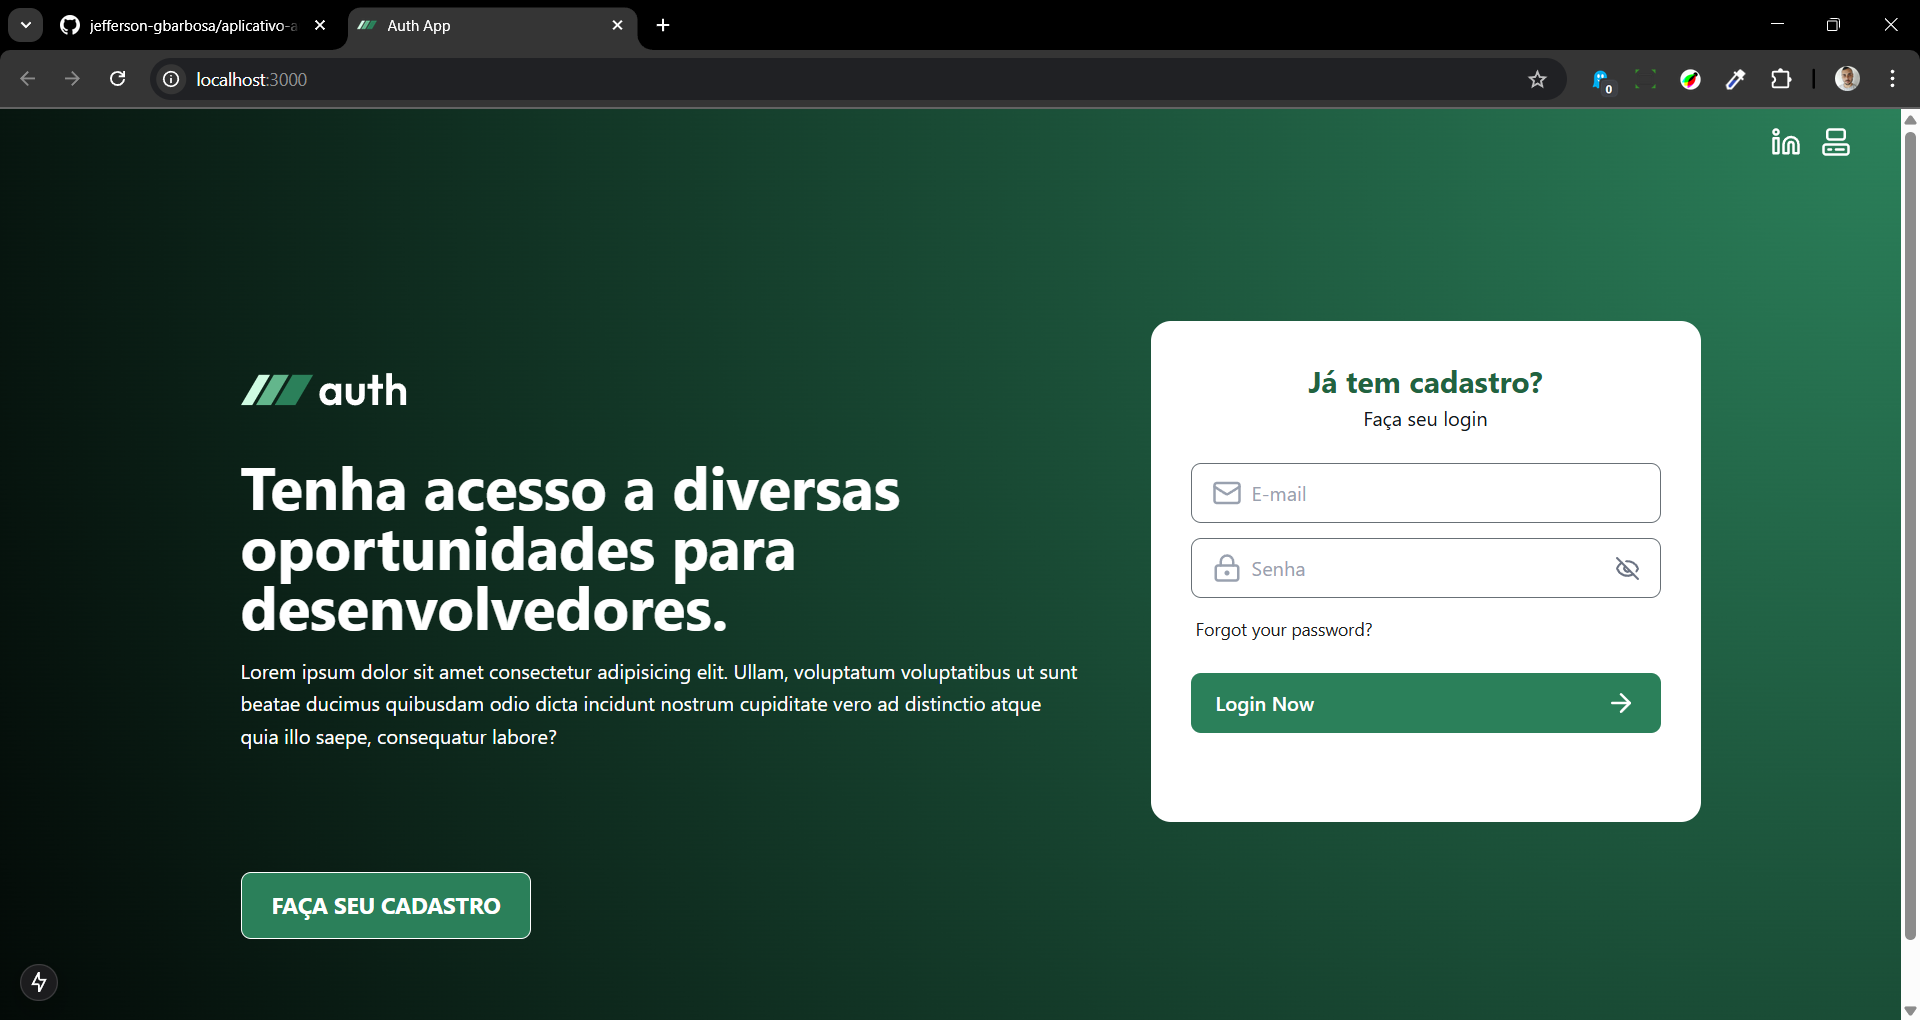 jefferson-gbarbosa/aplicativo-a
Auth App
localhost:3000
0
in
auth
Tenha acesso a diversas
oportunidades para
desenvolvedores.
Lorem ipsum dolor sit amet consectetur adipisicing elit. Ullam, voluptatum voluptatibus ut sunt
beatae ducimus quibusdam odio dicta incidunt nostrum cupiditate vero ad distinctio atque
quia illo saepe, consequatur labore?
FAÇA SEU CADASTRO
Já tem cadastro?
Faça seu login
E-mail
Senha
Forgot your password?
Login Now